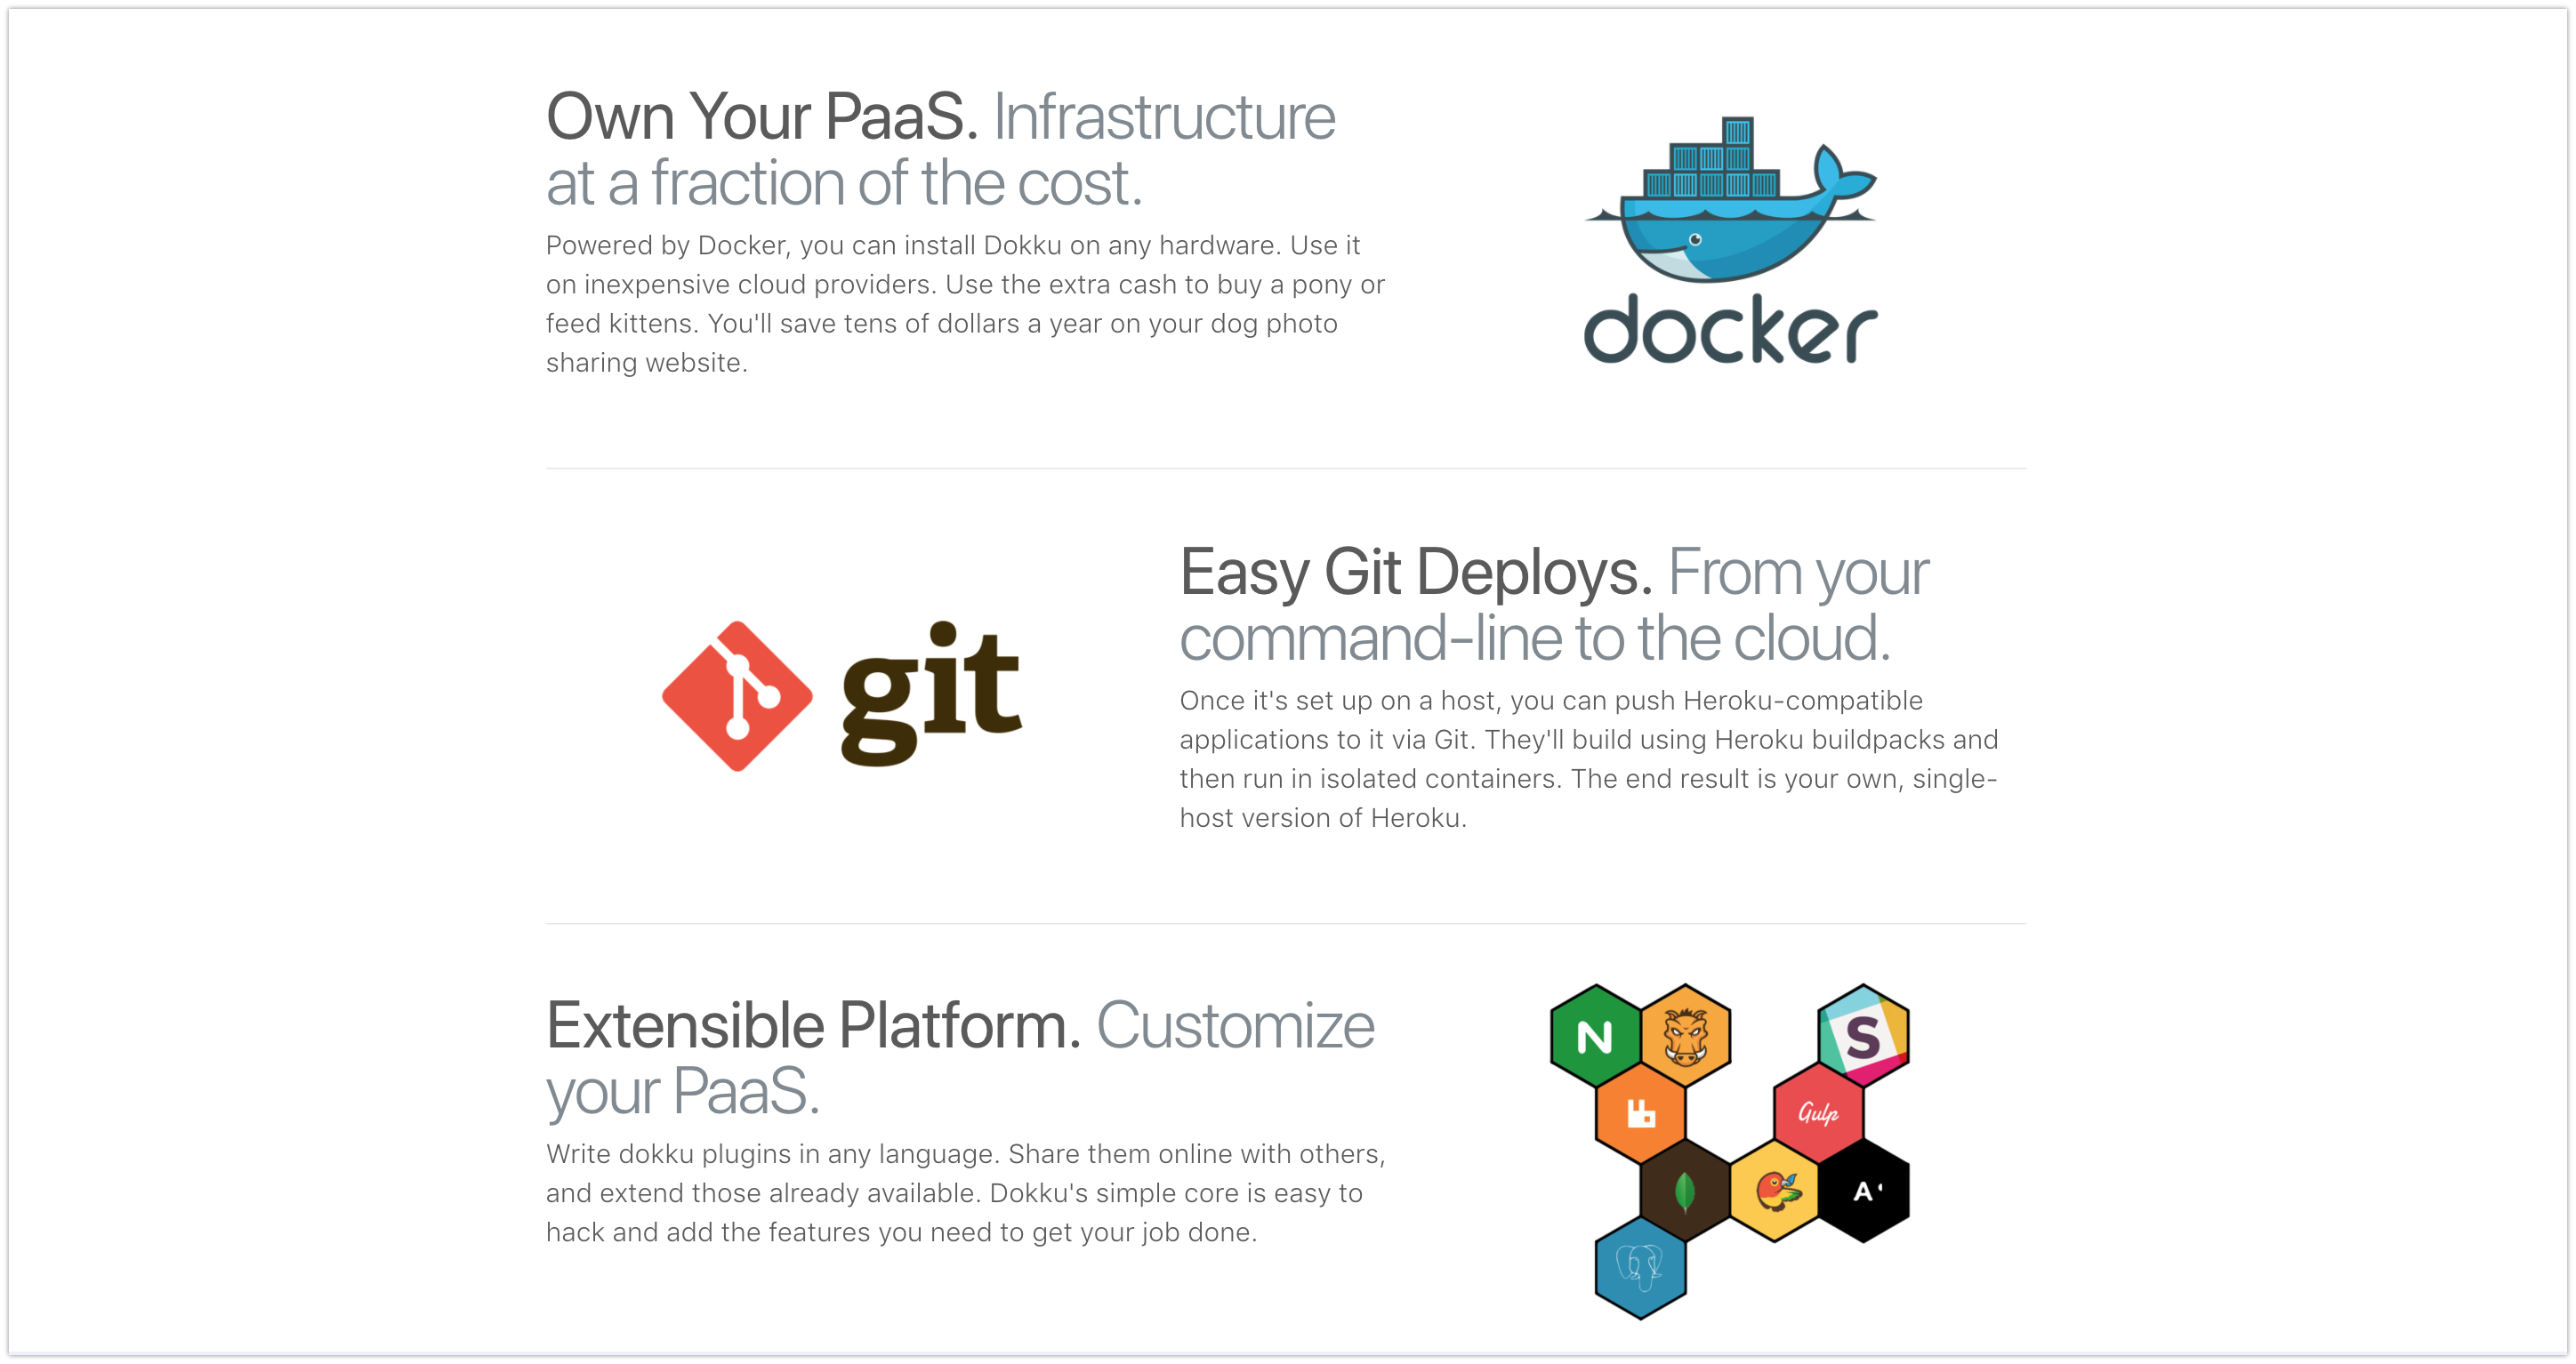 Own Your PaaS. Infrastructure
at a fraction of the cost.
Powered by Docker, you can install Dokku on any hardware. Use it
on inexpensive cloud providers. Use the extra cash to buy a pony or
feed kittens. You'll save tens of dollars a year on your dog photo
sharing website.
docker
git
Easy Git Deploys. From your
command-line to the cloud.
Once it's set up on a host, you can push Heroku-compatible
applications to it via Git. They'll build using Heroku buildpacks and
then run in isolated containers. The end result is your own, single-
host version of Heroku.
Extensible Platform. Customize
your PaaS.
Write dokku plugins in any language. Share them online with others,
and extend those already available. Dokku's simple core is easy to
hack and add the features you need to get your job done.
N
S
Gulp
A'